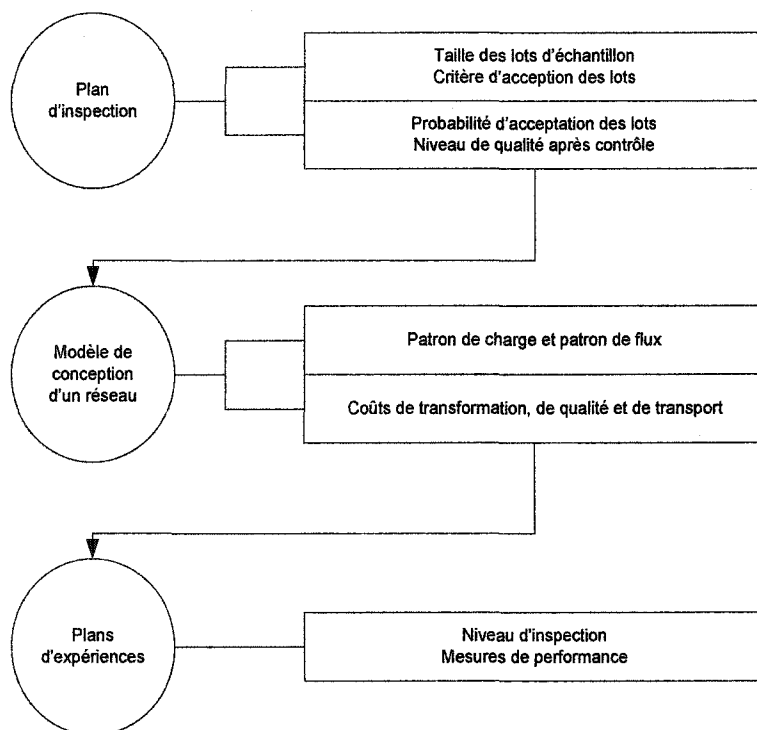 Plan
d'inspection
Taille des lots d'échantillon
Critère d'acception des lots
Probabilité d'acceptation des lots
Niveau de qualité après contrôle
Modèle de
conception
d'un réseau
Patron de charge et patron de flux
Coûts de transformation, de qualité et de transport
Plans
d'expériences
Niveau d'inspection
Mesures de performance